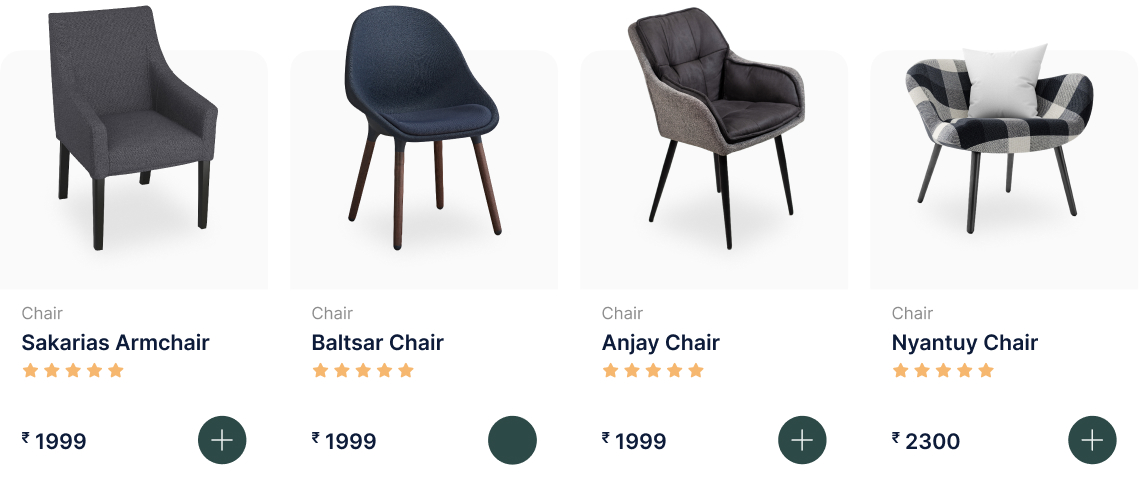 Chair
Sakarias Armchair
₹ 1999
Chair
Baltsar Chair
₹ 1999
Chair
Anjay Chair
₹ 1999
Chair
Nyantuy Chair
₹ 2300